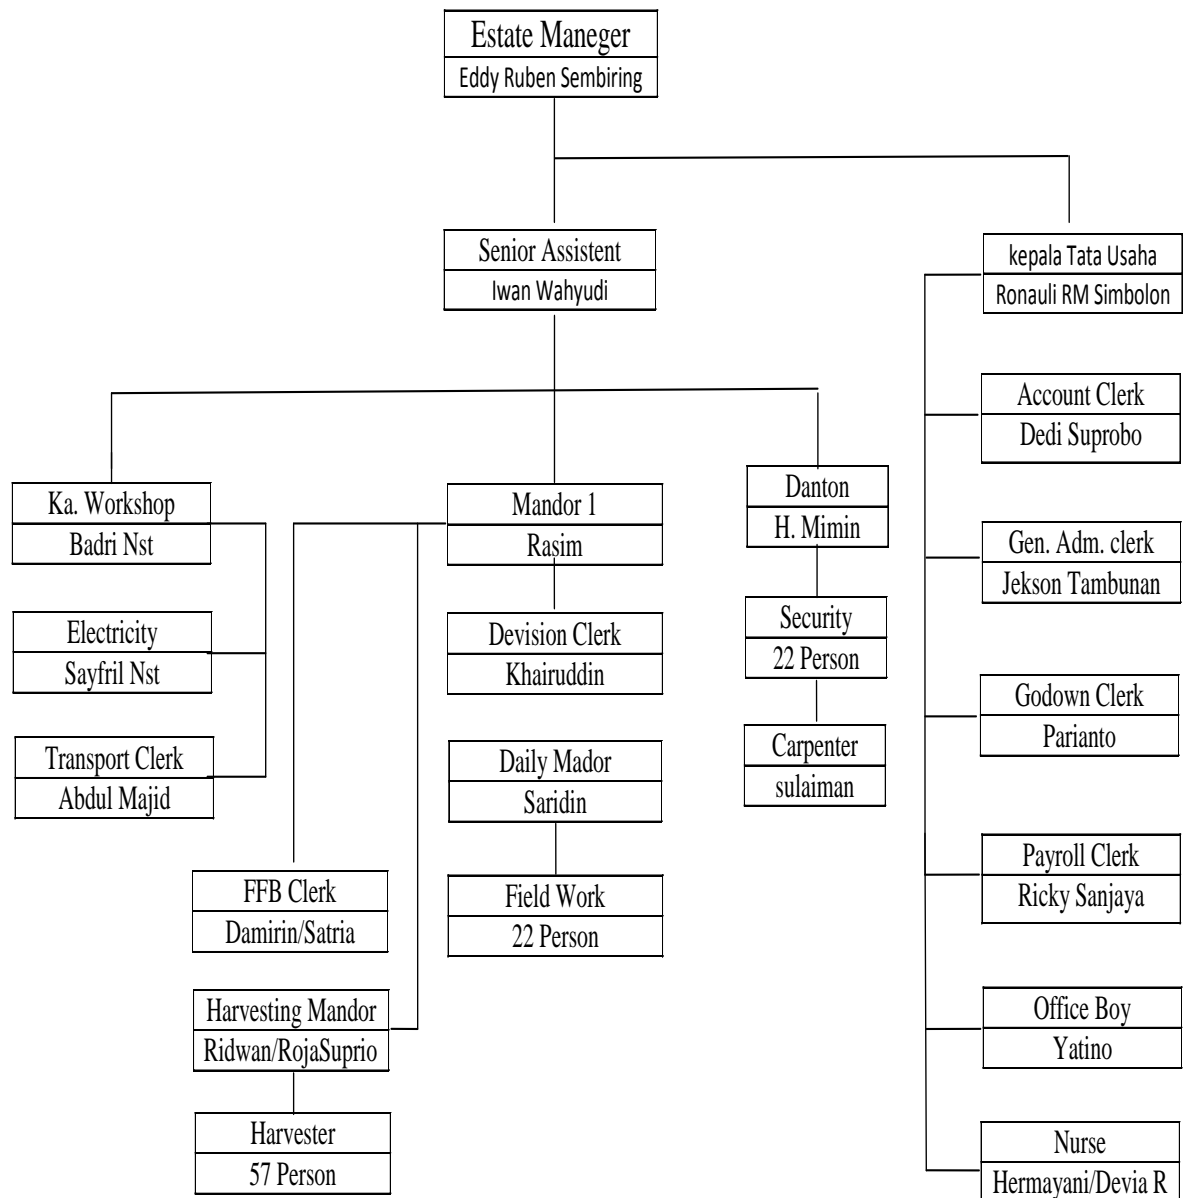 Estate Maneger
Eddy Ruben Sembiring
Senior Assistent
Iwan Wahyudi
kepala Tata Usaha
Ronauli RM Simbolon
Account Clerk
Dedi Suprobo
Ka. Workshop
Badri Nst
Mandor 1
Rasim
Danton
H. Mimin
Gen. Adm. clerk
Jekson Tambunan
Electricity
Sayfril Nst
Devision Clerk
Khairuddin
Security
22 Person
Godown Clerk
Parianto
Transport Clerk
Abdul Majid
Daily Mador
Saridin
Carpenter
sulaiman
Payroll Clerk
Ricky Sanjaya
FFB Clerk
Damirin/Satria
Field Work
22 Person
Harvesting Mandor
Ridwan/RojaSuprio
Office Boy
Yatino
Harvester
57 Person
Nurse
Hermayani/Devia R